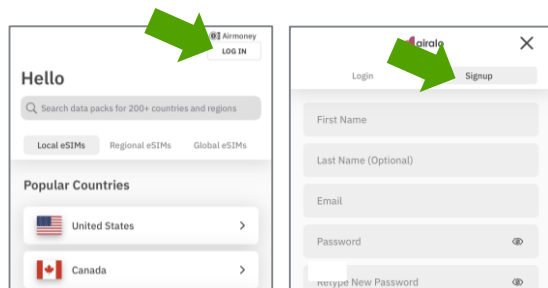 Airmoney
LOG IN
Hello
Search data packs for 200+ countries and regions
Local eSIMs Regional eSIMs Global eSIMs
Popular Countries
United States
Canada
airalo
Login Signup
First Name
Last Name (Optional)
Email
Password
Retype New Password